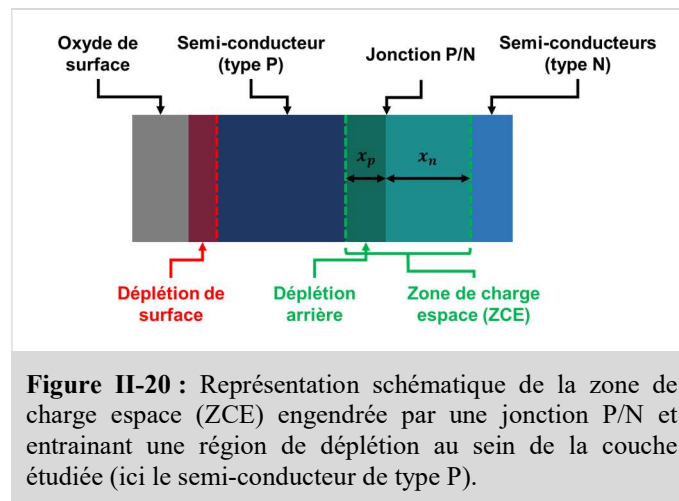 Oxyde de
surface
Semi-conducteur
(type P)
Jonction P/N
Semi-conducteurs
(type N)
x_p
x_n
Déplétion de
surface
Déplétion
arrière
Zone de charge
espace (ZCE)
Figure II-20 : Représentation schématique de la zone de
charge espace (ZCE) engendrée par une jonction P/N et
entrainant une région de déplétion au sein de la couche
étudiée (ici le semi-conducteur de type P).